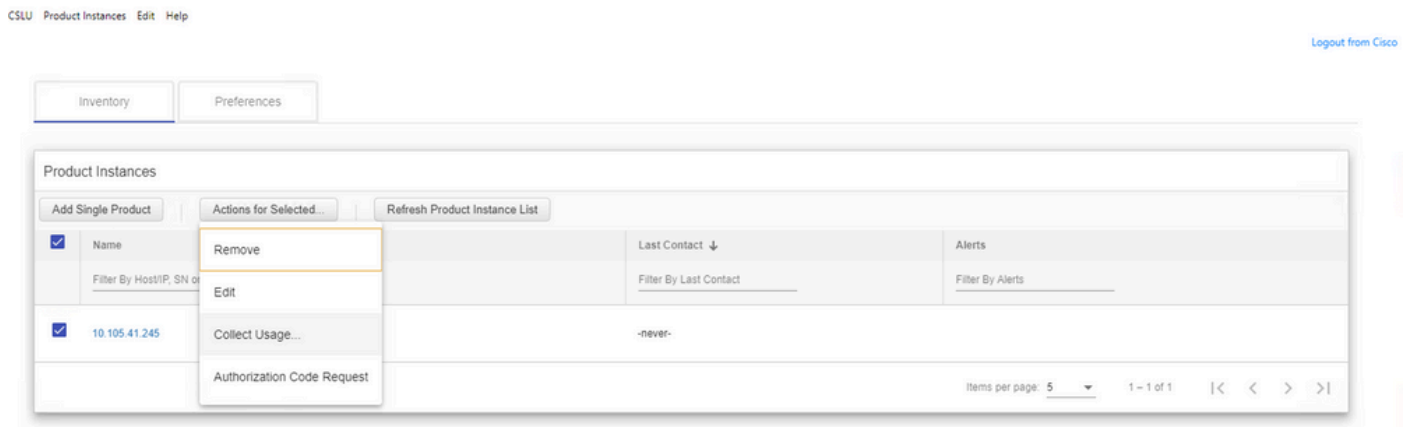 CSLU Product Instances Edit Help
Logout from Cisco
Inventory Preferences
Product Instances
Add Single Product Actions for Selected... Refresh Product Instance List
Name Last Contact Alerts
Remove
Filter By Host/IP, SN Filter By Last Contact Filter By Alerts
Edit
10.105.41.245 Collect Usage... -never-
Authorization Code Request
Items per page: 5 1 – 1 of 1